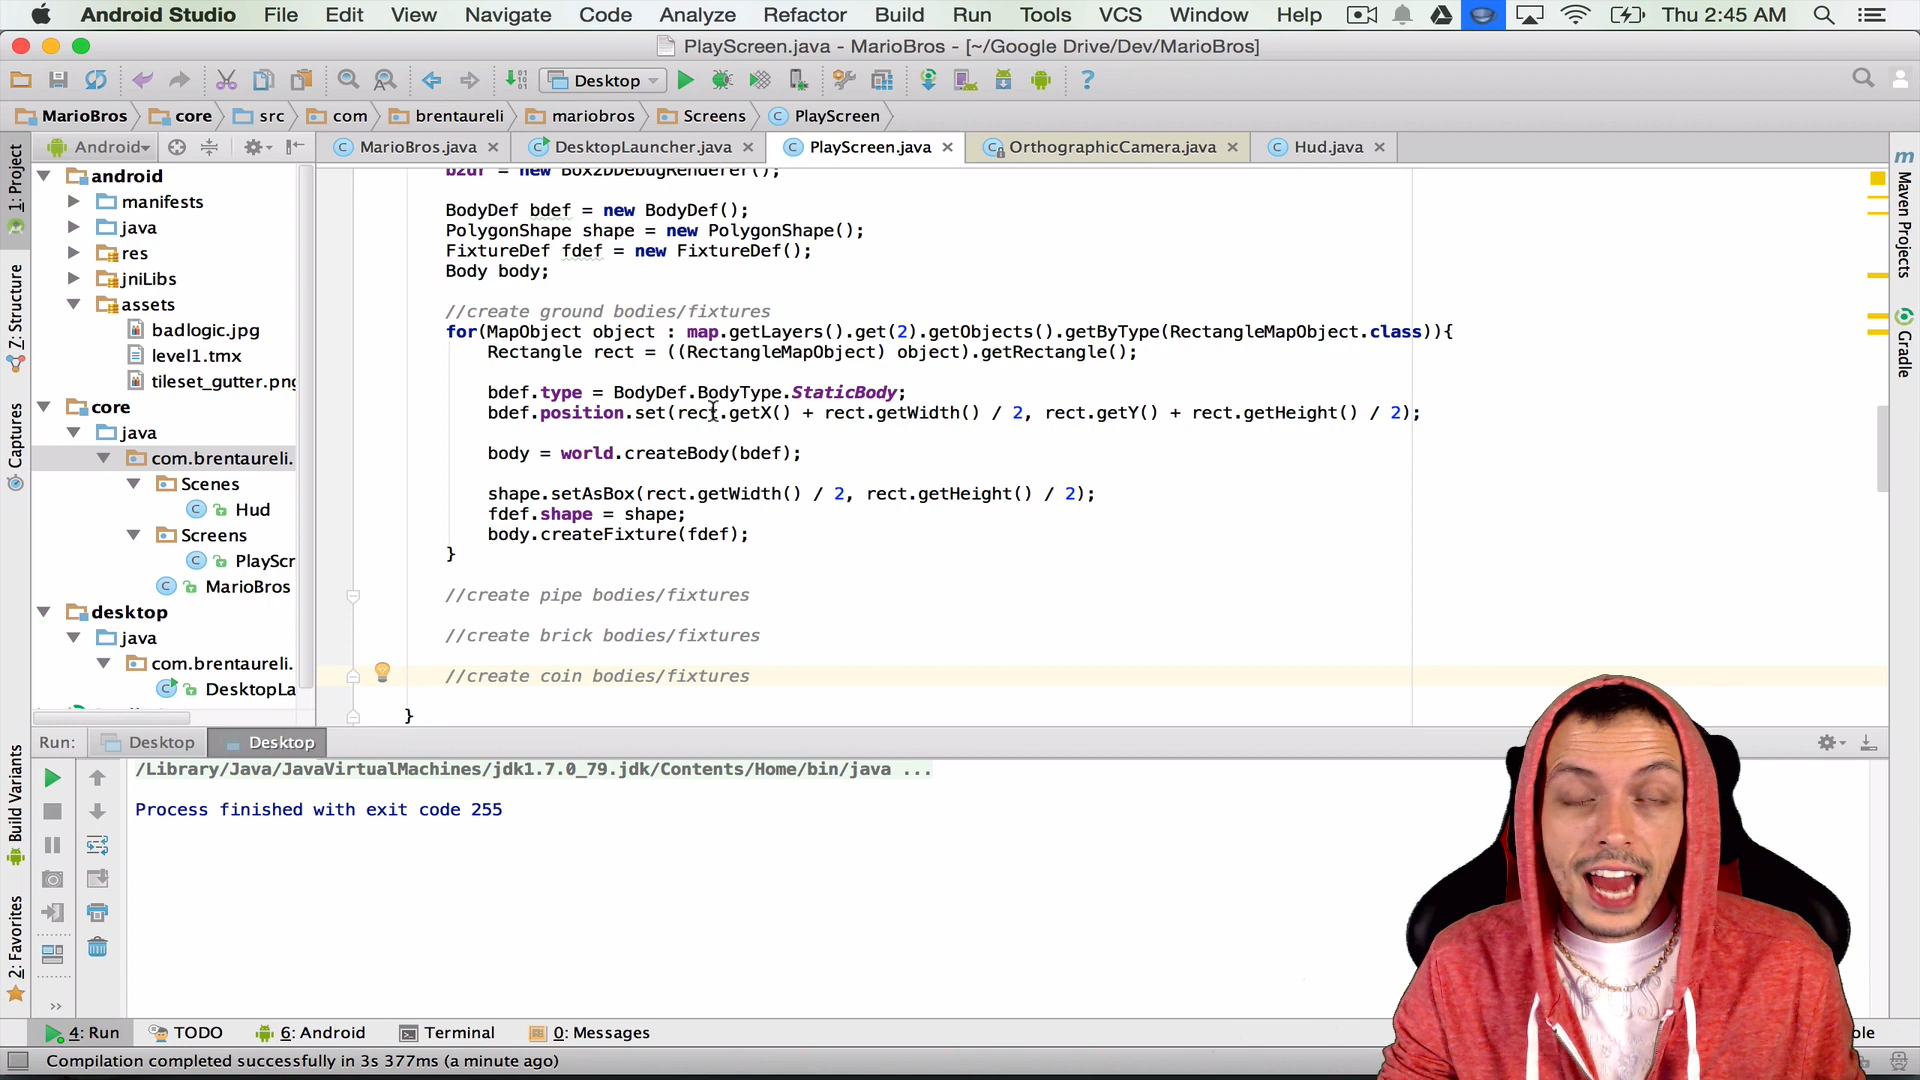 Android Studio File Edit View Navigate Code Analyze Refactor Build Run Tools VCS Window Help Thu 2:45 AM
PlayScreen.java - MarioBros - [~/Google Drive/Dev/MarioBros]
Desktop
MarioBros core src com brentaureli mariobros Screens PlayScreen
Android MarioBros.java DesktopLauncher.java PlayScreen.java OrthographicCamera.java Hud.java
1: Project
Z: Structure
Captures
Build Variants
2: Favorites
android
manifests
java
res
jniLibs
assets
badlogic.jpg
level1.tmx
tileset_gutter.png
core
java
com.brentaureli.
Scenes
Hud
Screens
PlayScr
MarioBros
desktop
java
com.brentaureli.
DesktopLa
b2dr = new Box2DDebugRenderer();
BodyDef bdef = new BodyDef();
PolygonShape shape = new PolygonShape();
FixtureDef fdef = new FixtureDef();
Body body;
//create ground bodies/fixtures
for(MapObject object : map.getLayers().get(2).getObjects().getByType(RectangleMapObject.class)){
Rectangle rect = ((RectangleMapObject) object).getRectangle();
bdef.type = BodyDef.BodyType.StaticBody;
bdef.position.set(rect.getX() + rect.getWidth() / 2, rect.getY() + rect.getHeight() / 2);
body = world.createBody(bdef);
shape.setAsBox(rect.getWidth() / 2, rect.getHeight() / 2);
fdef.shape = shape;
body.createFixture(fdef);
}
//create pipe bodies/fixtures
//create brick bodies/fixtures
//create coin bodies/fixtures
}
Maven Projects
Gradle
Run: Desktop Desktop
/Library/Java/JavaVirtualMachines/jdk1.7.0_79.jdk/Contents/Home/bin/java ...
Process finished with exit code 255
4: Run TODO 6: Android Terminal 0: Messages
Compilation completed successfully in 3s 377ms (a minute ago)